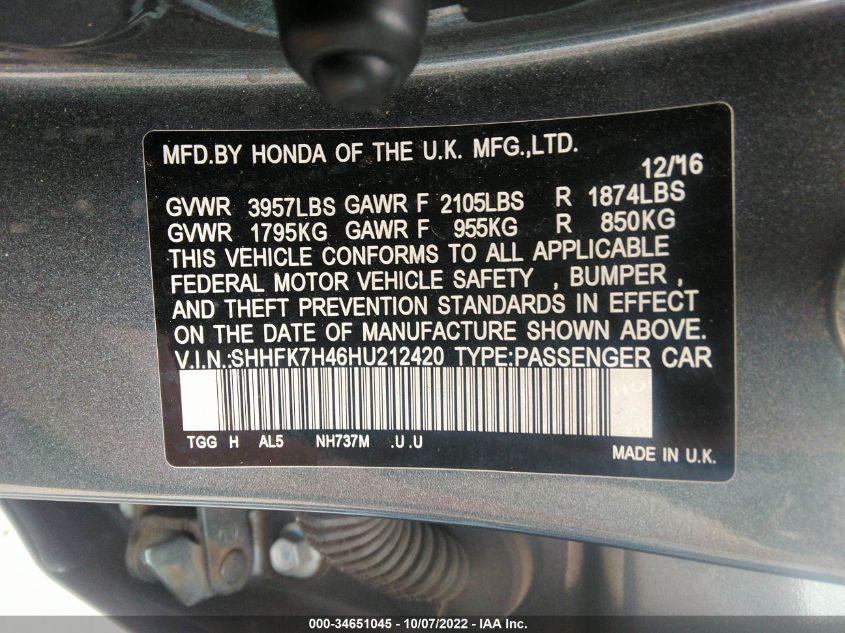 MFD.BY HONDA OF THE U.K. MFG.,LTD.
12/16
GVWR 3957LBS GAWR F 2105LBS R 1874LBS
GVWR 1795KG GAWR F 955KG R 850KG
THIS VEHICLE CONFORMS TO ALL APPLICABLE
FEDERAL MOTOR VEHICLE SAFETY , BUMPER ,
AND THEFT PREVENTION STANDARDS IN EFFECT
ON THE DATE OF MANUFACTURE SHOWN ABOVE.
V.I.N.:SHHFK7H46HU212420 TYPE:PASSENGER CAR
TGG H AL5 NH737M .U .U
MADE IN U.K.
000-34651045 - 10/07/2022 - IAA Inc.